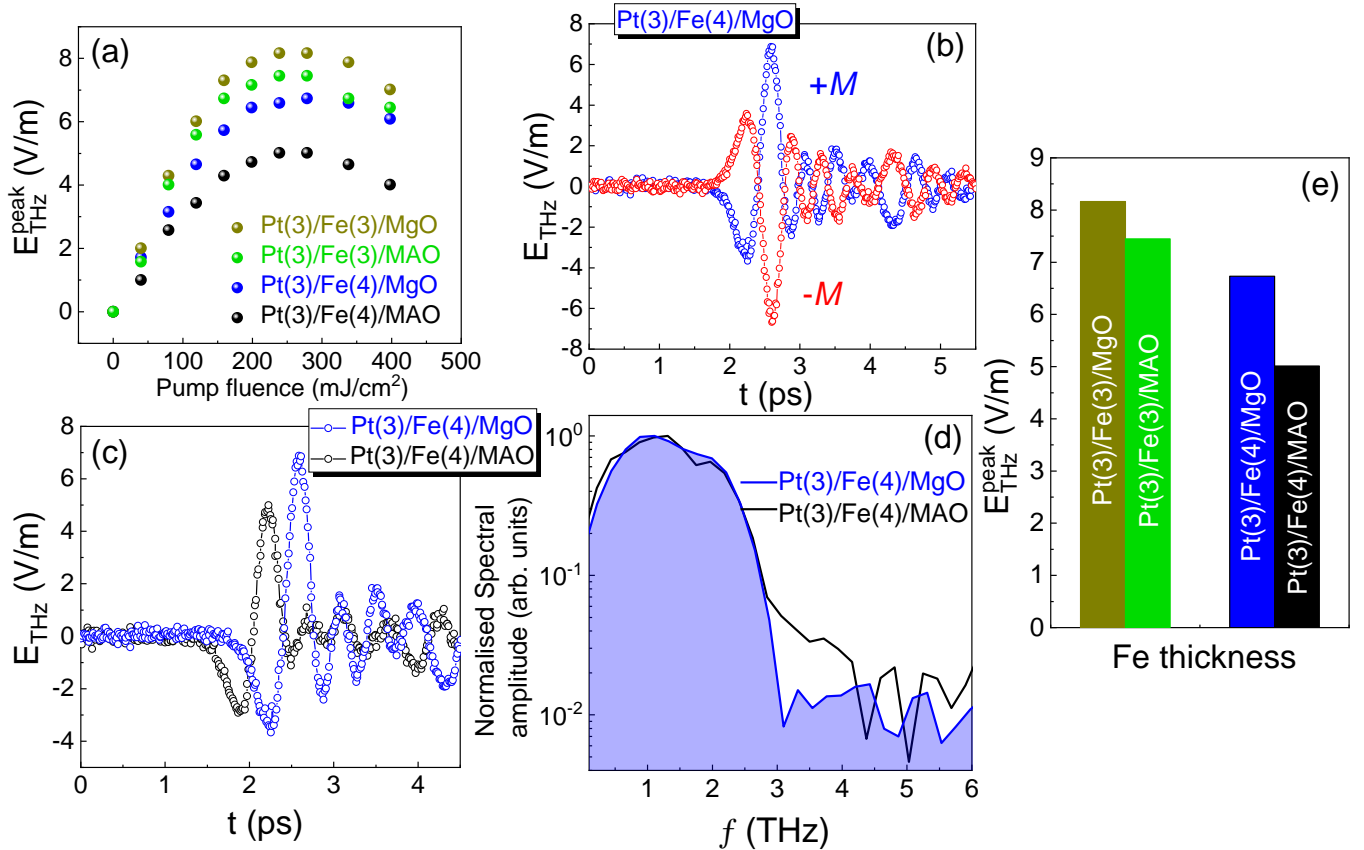 (a)
8
6
4
2
0
E_THz^peak (V/m)
Pt(3)/Fe(3)/MgO
Pt(3)/Fe(3)/MAO
Pt(3)/Fe(4)/MgO
Pt(3)/Fe(4)/MAO
0 100 200 300 400 500
Pump fluence (mJ/cm²)
Pt(3)/Fe(4)/MgO
(b)
8
6
4
2
0
-2
-4
-6
-8
E_THz (V/m)
+M
-M
0 1 2 3 4 5
t (ps)
(c)
Pt(3)/Fe(4)/MgO
Pt(3)/Fe(4)/MAO
8
6
4
2
0
-2
-4
E_THz (V/m)
0 1 2 3 4
t (ps)
(d)
Pt(3)/Fe(4)/MgO
Pt(3)/Fe(4)/MAO
10⁰
10⁻¹
10⁻²
Normalised Spectral
amplitude (arb. units)
1 2 3 4 5 6
f (THz)
(e)
9
8
7
6
5
4
3
2
1
0
E_THz^peak (V/m)
Pt(3)/Fe(3)/MgO
Pt(3)/Fe(3)/MAO
Pt(3)/Fe(4)/MgO
Pt(3)/Fe(4)/MAO
Fe thickness